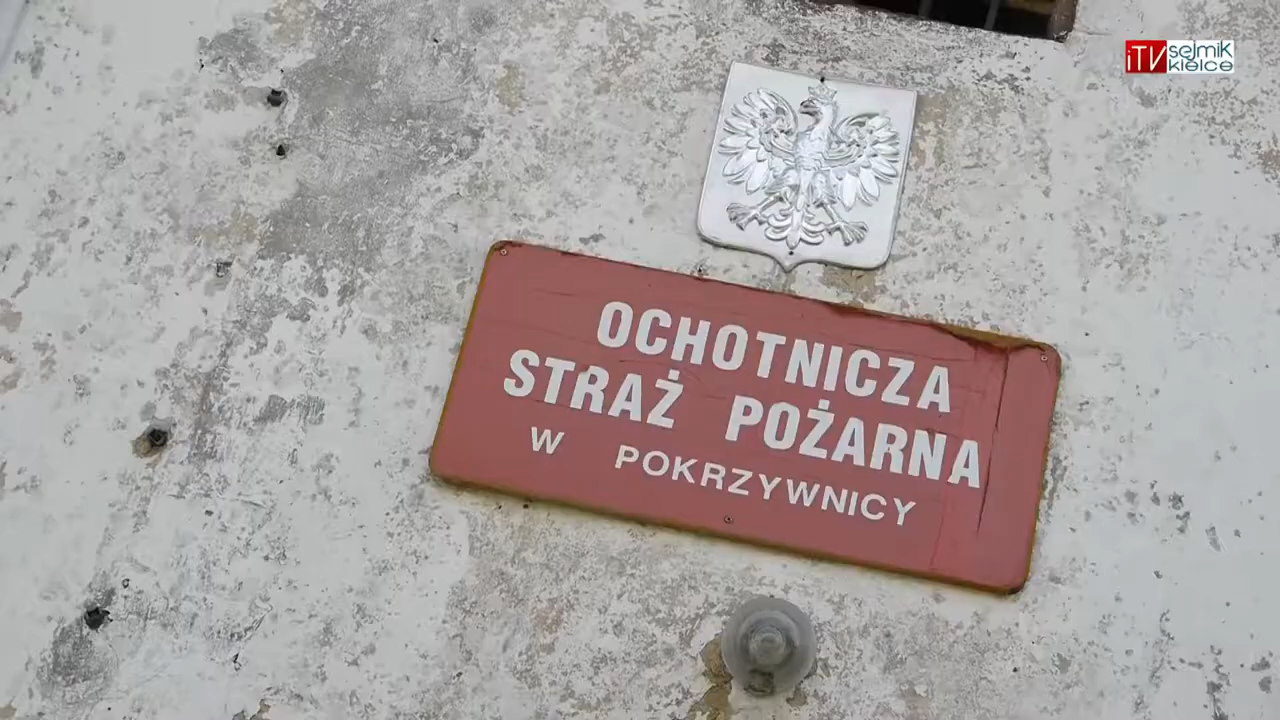 iTV sejmik
kielce
OCHOTNICZA
STRAŻ POŻARNA
W POKRZYWNICY